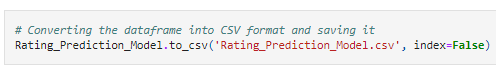 # Converting the dataframe into CSV format and saving it
Rating_Prediction_Model.to_csv('Rating_Prediction_Model.csv', index=False)